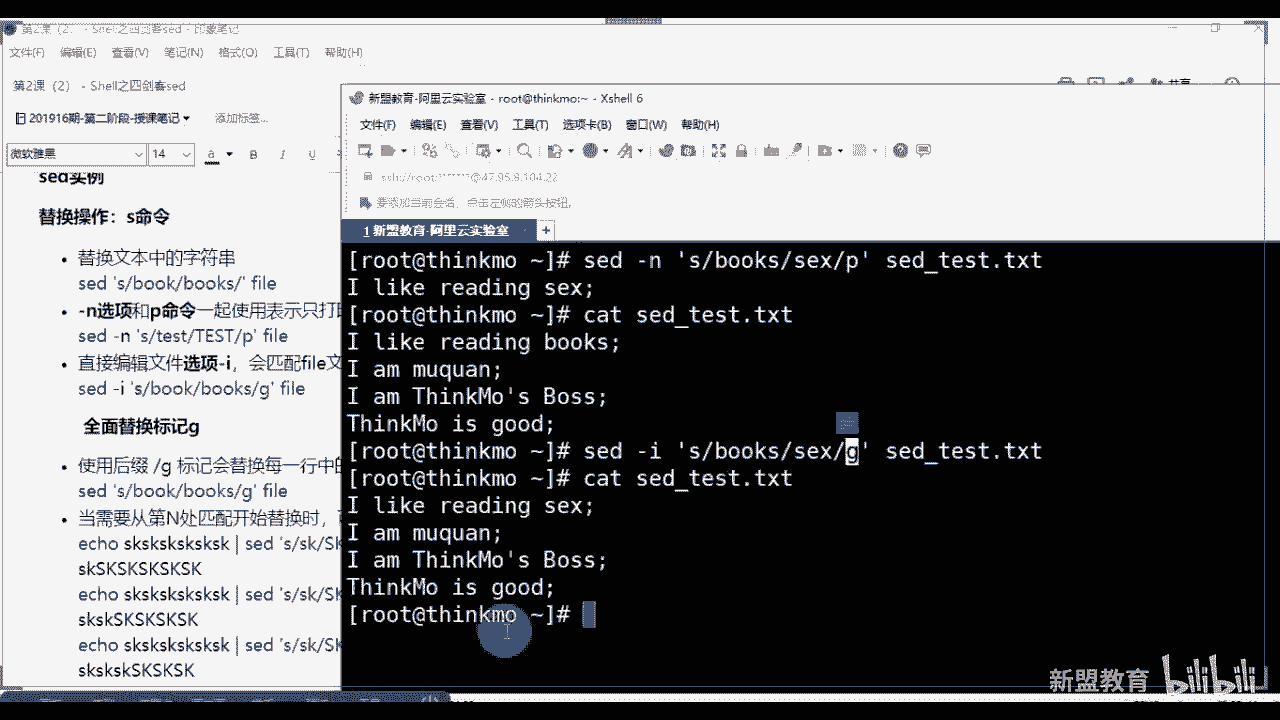 第2课（2） - Shell之四剑客sed - 印象笔记
文件(F) 编辑(E) 查看(V) 笔记(N) 格式(O) 工具(T) 帮助(H)
第2课（2） - Shell之四剑客sed
共享
201916期-第二阶段-授课笔记 添加标签...
微软雅黑 14 a B I U
sed实例
替换操作：s命令
替换文本中的字符串
sed 's/book/books/' file
-n选项和p命令一起使用表示只打
sed -n 's/test/TEST/p' file
直接编辑文件选项-i，会匹配file文
sed -i 's/book/books/g' file
全面替换标记g
使用后缀 /g 标记会替换每一行中的
sed 's/book/books/g' file
当需要从第N处匹配开始替换时，
echo sksksksksksk | sed 's/sk/SK
skSKSKSKSKSK
echo sksksksksksk | sed 's/sk/SK
skskSKSKSKSK
echo sksksksksksk | sed 's/sk/SK
skskskSKSKSK
新盟教育-阿里云实验室 - root@thinkmo:~ - Xshell 6
文件(F) 编辑(E) 查看(V) 工具(T) 选项卡(B) 窗口(W) 帮助(H)
ssh://root:*******@47.95.8.104:22
要添加当前会话，点击左侧的箭头按钮。
1 新盟教育-阿里云实验室 +
[root@thinkmo ~]# sed -n 's/books/sex/p' sed_test.txt
I like reading sex;
[root@thinkmo ~]# cat sed_test.txt
I like reading books;
I am muquan;
I am ThinkMo's Boss;
ThinkMo is good;
[root@thinkmo ~]# sed -i 's/books/sex/g' sed_test.txt
[root@thinkmo ~]# cat sed_test.txt
I like reading sex;
I am muquan;
I am ThinkMo's Boss;
ThinkMo is good;
[root@thinkmo ~]#
新盟教育 bilibili